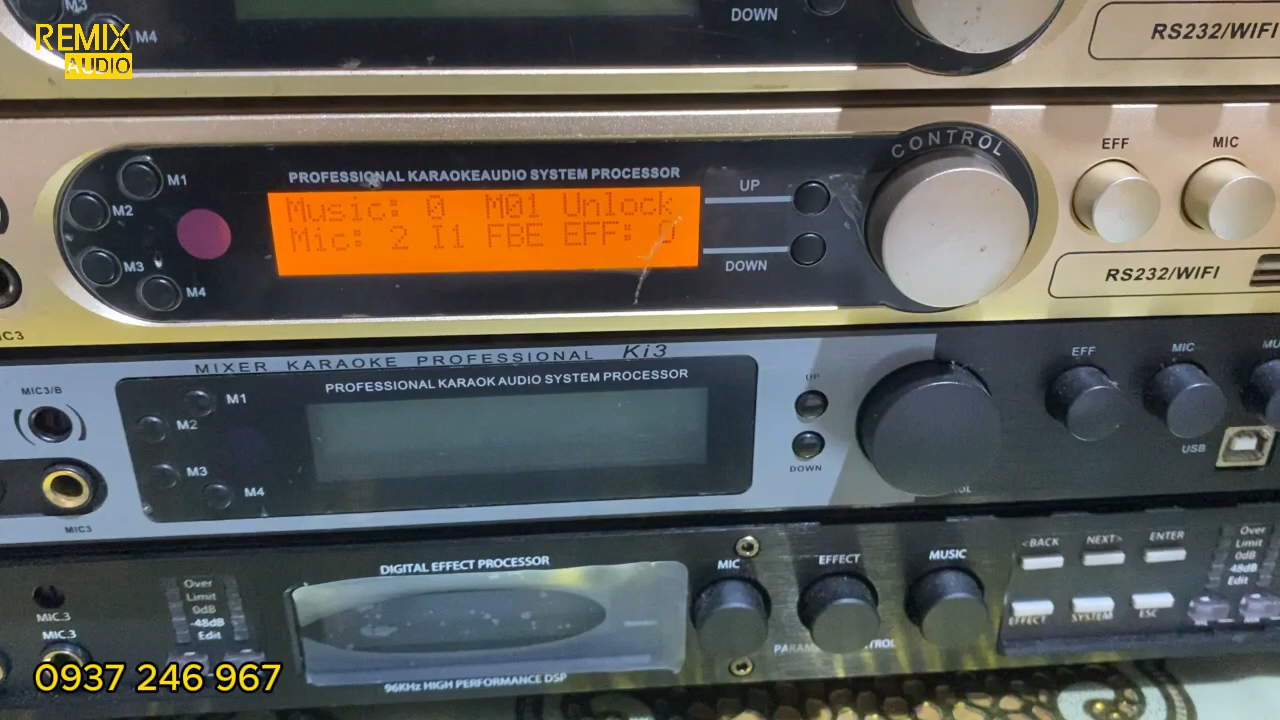 REMIX
AUDIO
M3
M4
DOWN
RS232/WIFI
CONTROL
EFF
MIC
M1
M2
M3
M4
PROFESSIONAL KARAOKEAUDIO SYSTEM PROCESSOR
Music: 0 M01 Unlock
Mic: 2 I1 FBE EFF: 0
UP
DOWN
RS232/WIFI
MIXER KARAOKE PROFESSIONAL Ki3
PROFESSIONAL KARAOK AUDIO SYSTEM PROCESSOR
MIC3/B
M1
M2
M3
M4
MIC3
UP
DOWN
EFF
MIC
USB
DIGITAL EFFECT PROCESSOR
96KHz HIGH PERFORMANCE DSP
MIC.3
MIC.3
Over
Limit
0dB
-48dB
Edit
MIC
EFFECT
MUSIC
<BACK
NEXT>
ENTER
EFFECT
SYSTEM
ESC
Over
Limit
0dB
48dB
Edit
0937 246 967